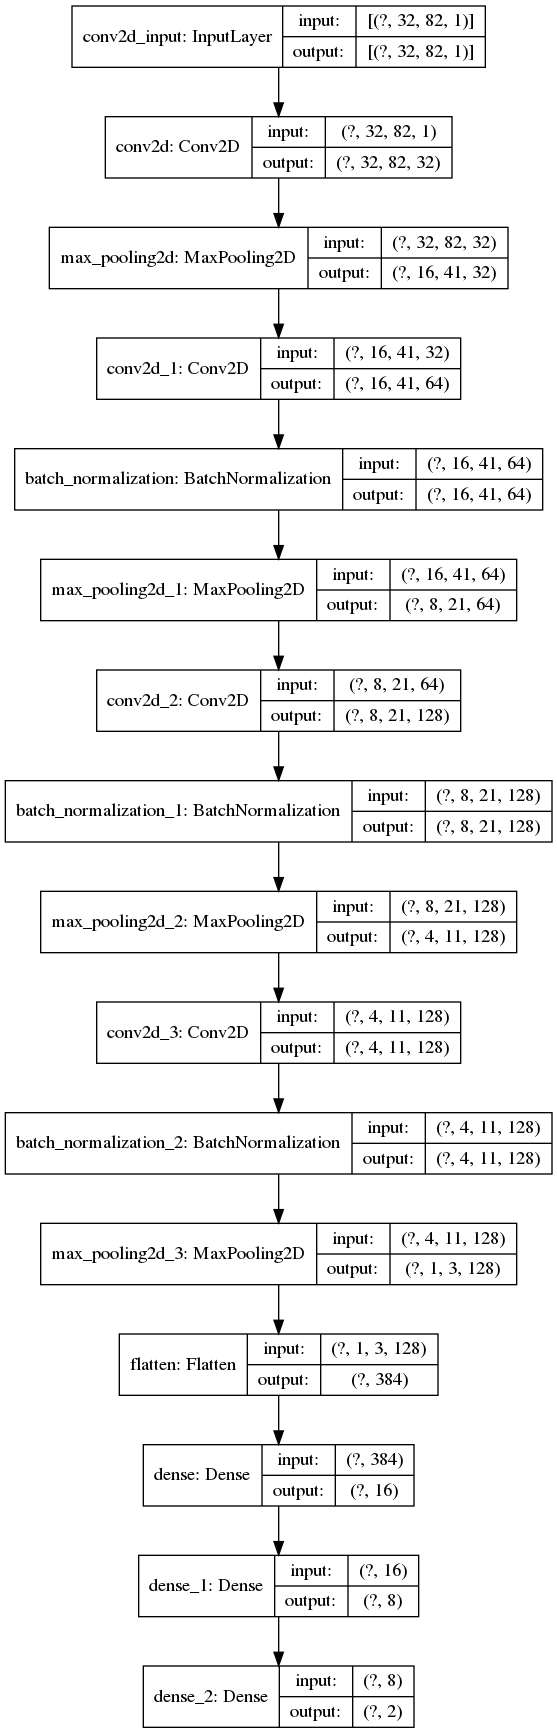 conv2d_input: InputLayer
input: [(?, 32, 82, 1)]
output: [(?, 32, 82, 1)]
conv2d: Conv2D
input: (?, 32, 82, 1)
output: (?, 32, 82, 32)
max_pooling2d: MaxPooling2D
input: (?, 32, 82, 32)
output: (?, 16, 41, 32)
conv2d_1: Conv2D
input: (?, 16, 41, 32)
output: (?, 16, 41, 64)
batch_normalization: BatchNormalization
input: (?, 16, 41, 64)
output: (?, 16, 41, 64)
max_pooling2d_1: MaxPooling2D
input: (?, 16, 41, 64)
output: (?, 8, 21, 64)
conv2d_2: Conv2D
input: (?, 8, 21, 64)
output: (?, 8, 21, 128)
batch_normalization_1: BatchNormalization
input: (?, 8, 21, 128)
output: (?, 8, 21, 128)
max_pooling2d_2: MaxPooling2D
input: (?, 8, 21, 128)
output: (?, 4, 11, 128)
conv2d_3: Conv2D
input: (?, 4, 11, 128)
output: (?, 4, 11, 128)
batch_normalization_2: BatchNormalization
input: (?, 4, 11, 128)
output: (?, 4, 11, 128)
max_pooling2d_3: MaxPooling2D
input: (?, 4, 11, 128)
output: (?, 1, 3, 128)
flatten: Flatten
input: (?, 1, 3, 128)
output: (?, 384)
dense: Dense
input: (?, 384)
output: (?, 16)
dense_1: Dense
input: (?, 16)
output: (?, 8)
dense_2: Dense
input: (?, 8)
output: (?, 2)